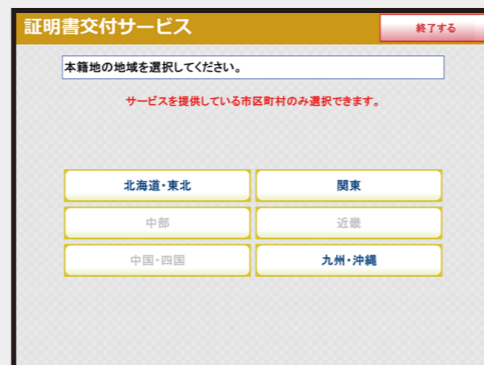 証明書交付サービス
終了する
本籍地の地域を選択してください。
サービスを提供している市区町村のみ選択できます。
北海道・東北
関東
中部
近畿
中国・四国
九州・沖縄